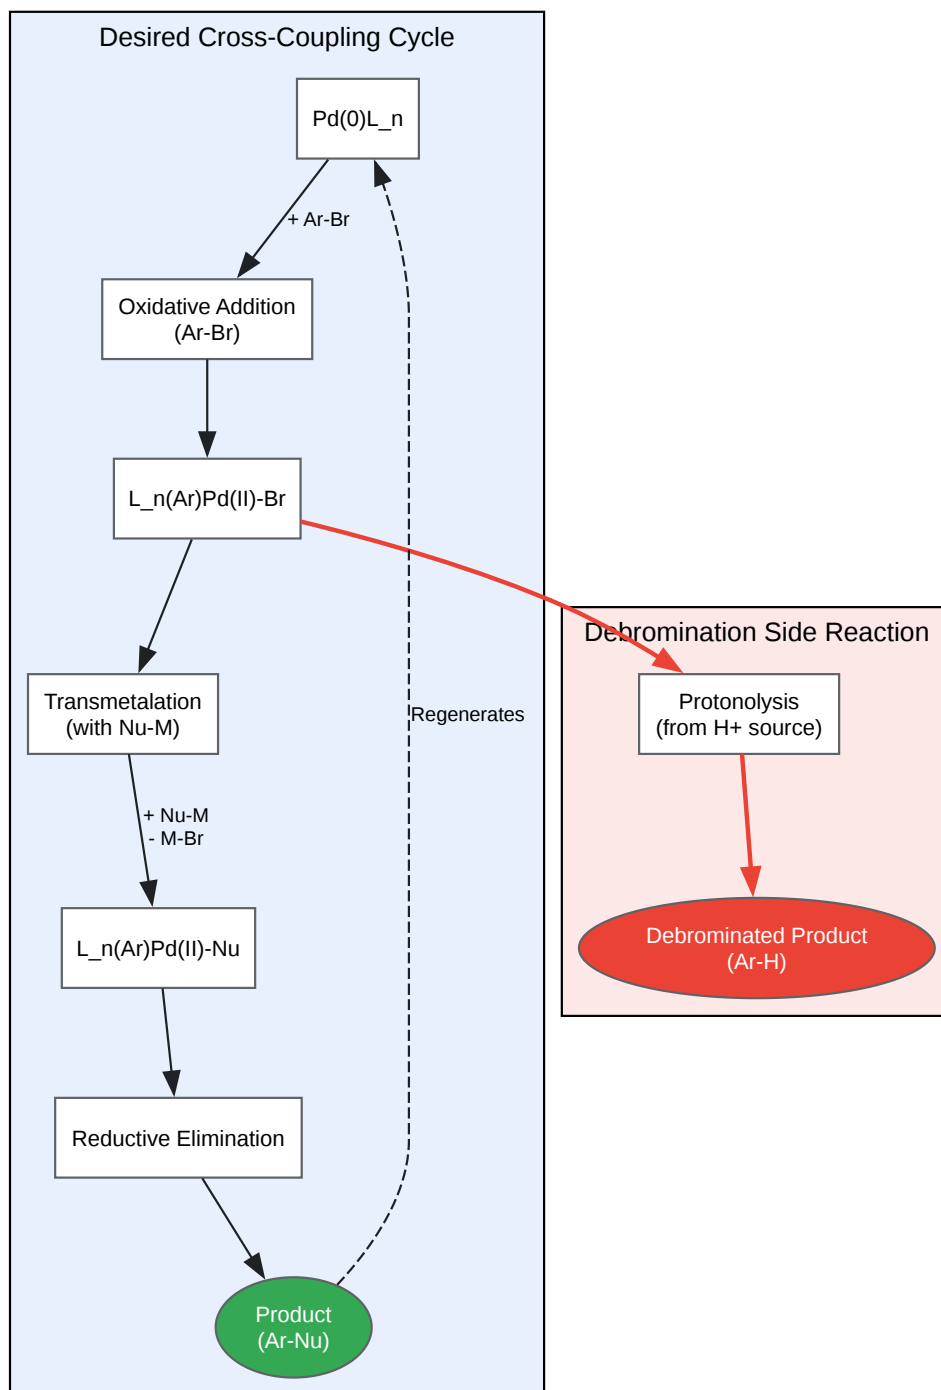 Desired Cross-Coupling Cycle
Pd(0)L_n
+ Ar-Br
Oxidative Addition
(Ar-Br)
L_n(Ar)Pd(II)-Br
Transmetalation
(with Nu-M)
+ Nu-M
- M-Br
L_n(Ar)Pd(II)-Nu
Reductive Elimination
Product
(Ar-Nu)
Regenerates
Debromination Side Reaction
Protonolysis
(from H+ source)
Debrominated Product
(Ar-H)